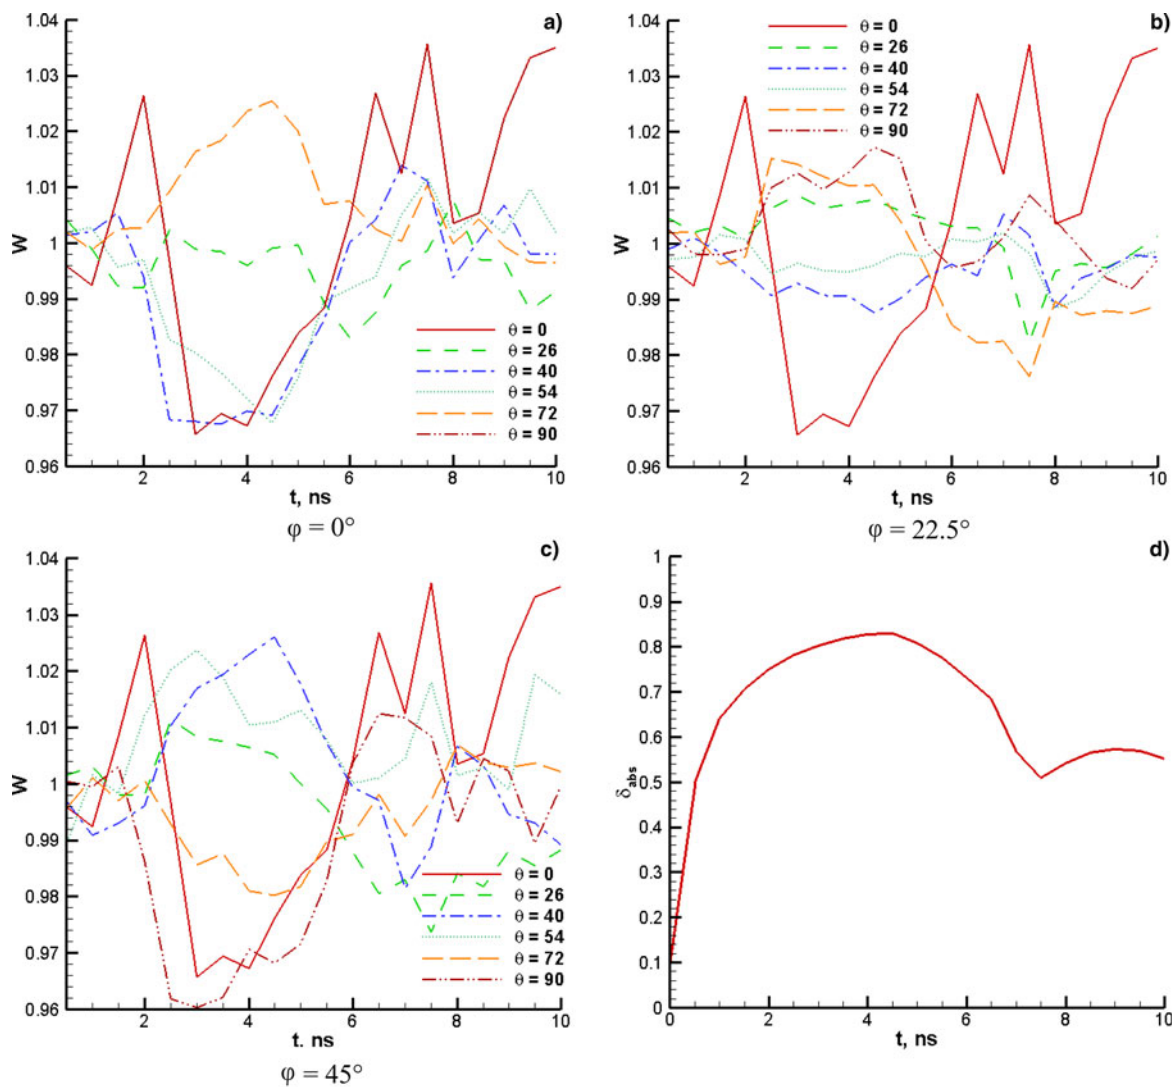 a)
1.04
1.03
1.02
1.01
1
0.99
0.98
0.97
0.96
W
θ = 0
θ = 26
θ = 40
θ = 54
θ = 72
θ = 90
2 4 6 8 10
t, ns
φ = 0°
b)
1.04
1.03
1.02
1.01
1
0.99
0.98
0.97
0.96
W
θ = 0
θ = 26
θ = 40
θ = 54
θ = 72
θ = 90
2 4 6 8 10
t, ns
φ = 22.5°
c)
1.04
1.03
1.02
1.01
1
0.99
0.98
0.97
0.96
W
θ = 0
θ = 26
θ = 40
θ = 54
θ = 72
θ = 90
2 4 6 8 10
t. ns
φ = 45°
d)
1
0.9
0.8
0.7
0.6
0.5
0.4
0.3
0.2
0.1
0
δabs
0 2 4 6 8 10
t, ns